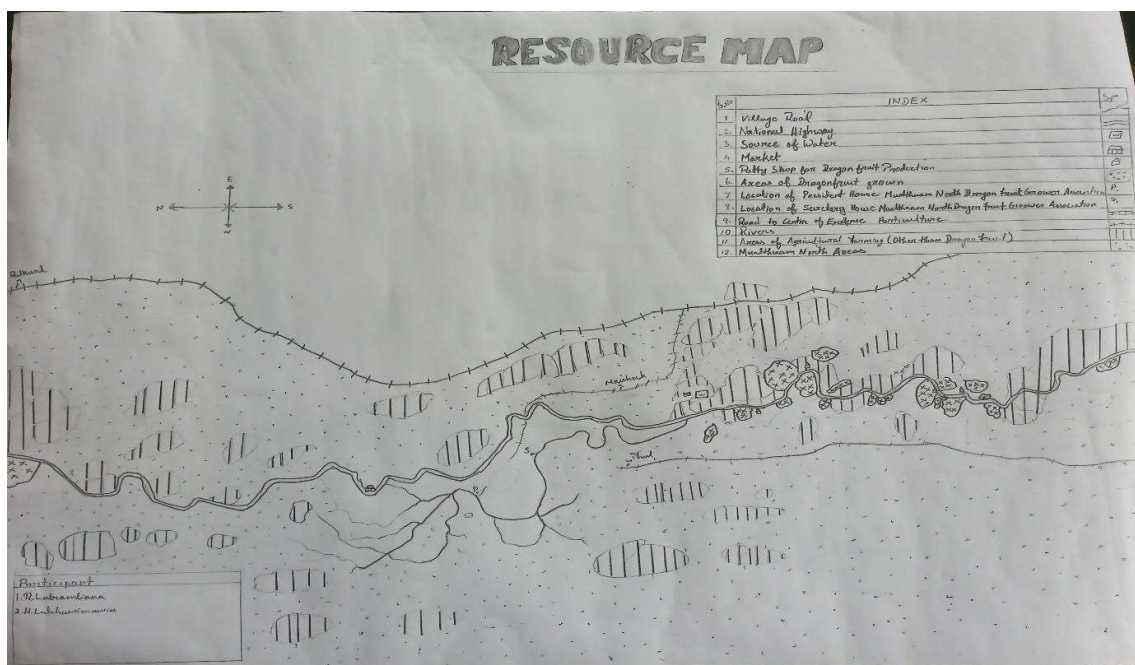 RESOURCE MAP
S.No INDEX Sym
1. Village Road
2. National Highway
3. Source of Water
4 Market
5. Patty Shop for Dragon fruit Production
6. Areas of Dragonfruit grown
7 Location of President House Mualthuam North Dragon fruit Grower Association P.
8. Location of Secretary House Mualthuam North Dragon fruit Grower Association S.
9. Road to Centre of Excellence Horticulture
10 Rivers
11 Areas of Agricultural farming (Other than Dragon fruit)
12. Mualthuam North Areas
E
N S
P
S
Participant
1. R.
2. H.